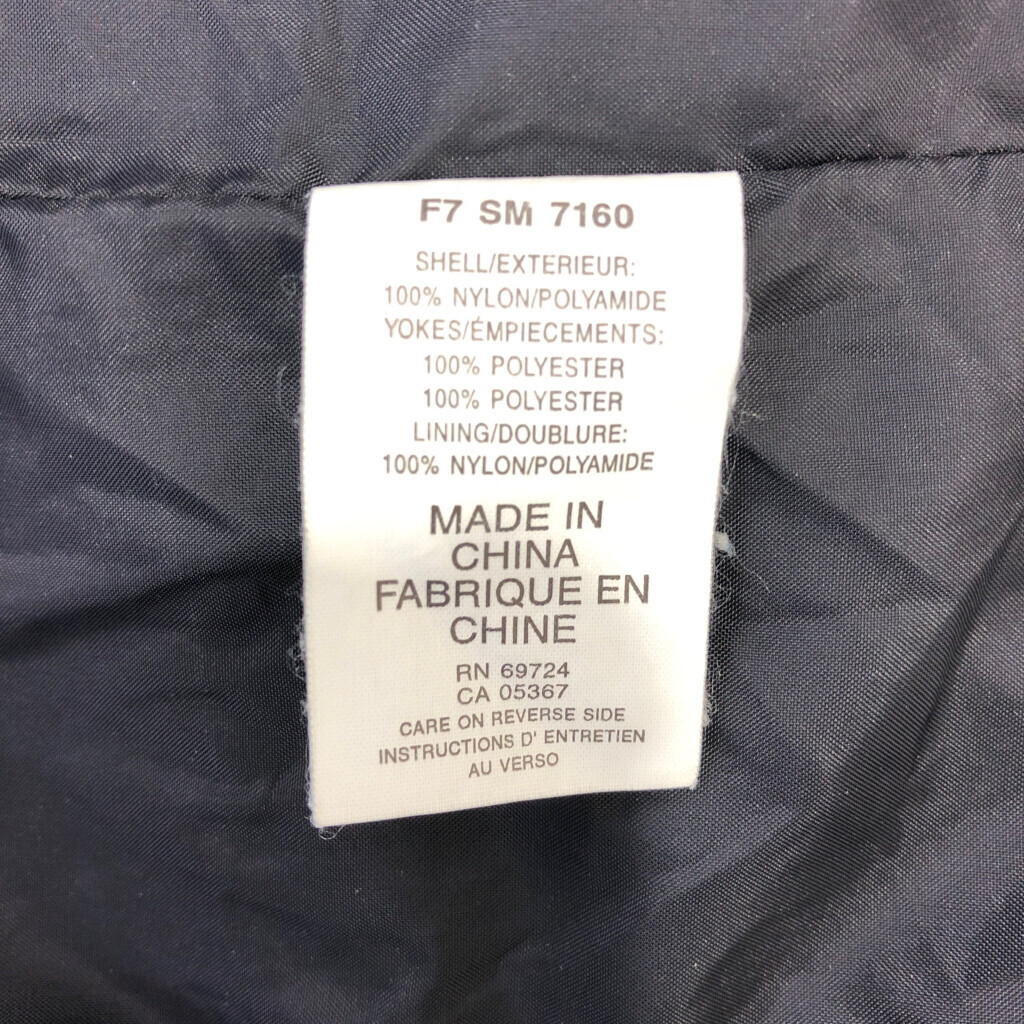 F7 SM 7160
SHELL/EXTERIEUR:
100% NYLON/POLYAMIDE
YOKES/ÉMPIECEMENTS:
100% POLYESTER
100% POLYESTER
LINING/DOUBLURE:
100% NYLON/POLYAMIDE
MADE IN
CHINA
FABRIQUE EN
CHINE
RN 69724
CA 05367
CARE ON REVERSE SIDE
INSTRUCTIONS D' ENTRETIEN
AU VERSO